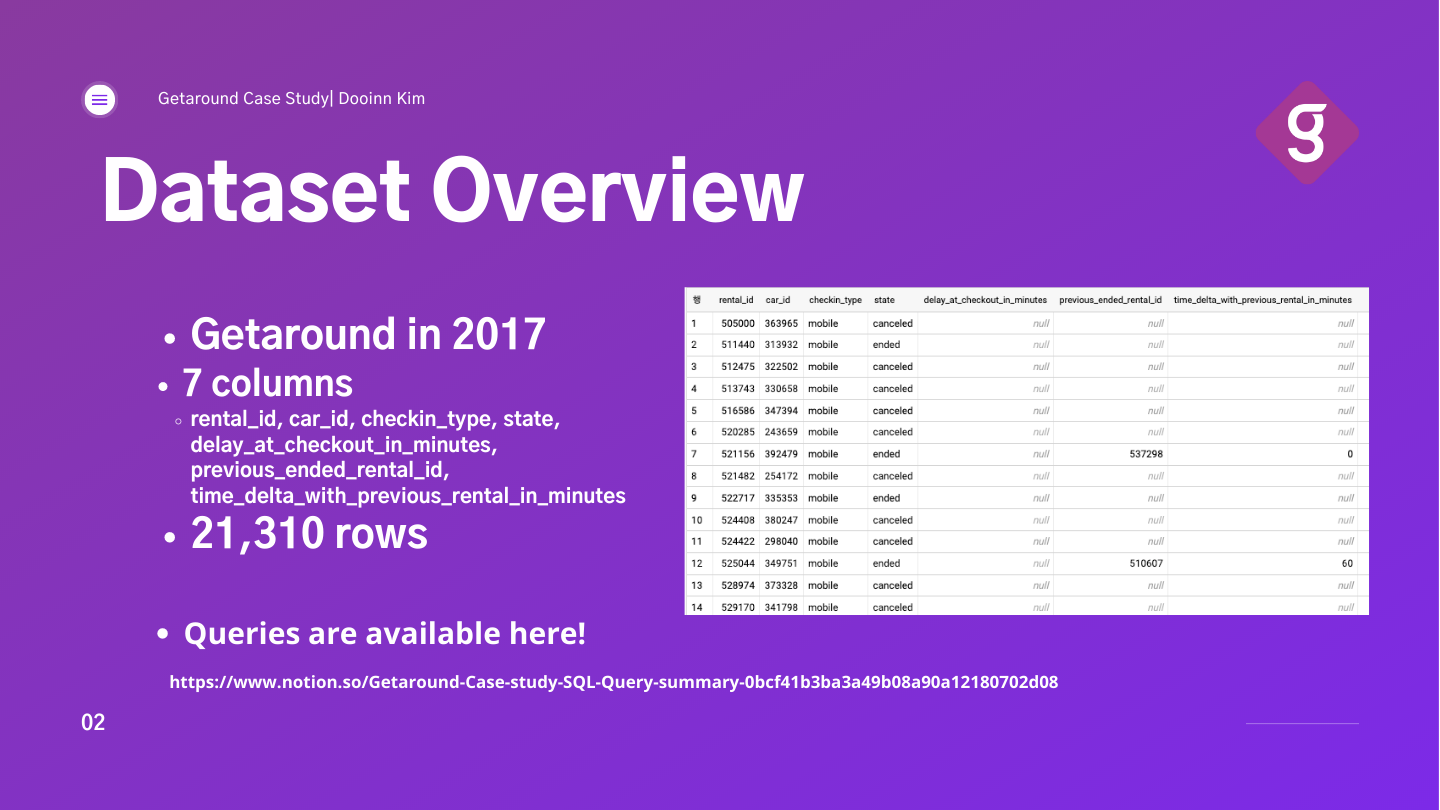 Getaround Case Study| Dooinn Kim
g
Dataset Overview
• Getaround in 2017
• 7 columns
◦ rental_id, car_id, checkin_type, state,
delay_at_checkout_in_minutes,
previous_ended_rental_id,
time_delta_with_previous_rental_in_minutes
• 21,310 rows
• Queries are available here!
https://www.notion.so/Getaround-Case-study-SQL-Query-summary-0bcf41b3ba3a49b08a90a12180702d08
행 rental_id car_id checkin_type state delay_at_checkout_in_minutes previous_ended_rental_id time_delta_with_previous_rental_in_minutes
1 505000 363965 mobile canceled null null null
2 511440 313932 mobile ended null null null
3 512475 322502 mobile canceled null null null
4 513743 330658 mobile canceled null null null
5 516586 347394 mobile canceled null null null
6 520285 243659 mobile canceled null null null
7 521156 392479 mobile ended null 537298 0
8 521482 254172 mobile canceled null null null
9 522717 335353 mobile ended null null null
10 524408 380247 mobile canceled null null null
11 524422 298040 mobile canceled null null null
12 525044 349751 mobile ended null 510607 60
13 528974 373328 mobile canceled null null null
14 529170 341798 mobile canceled null null null
02